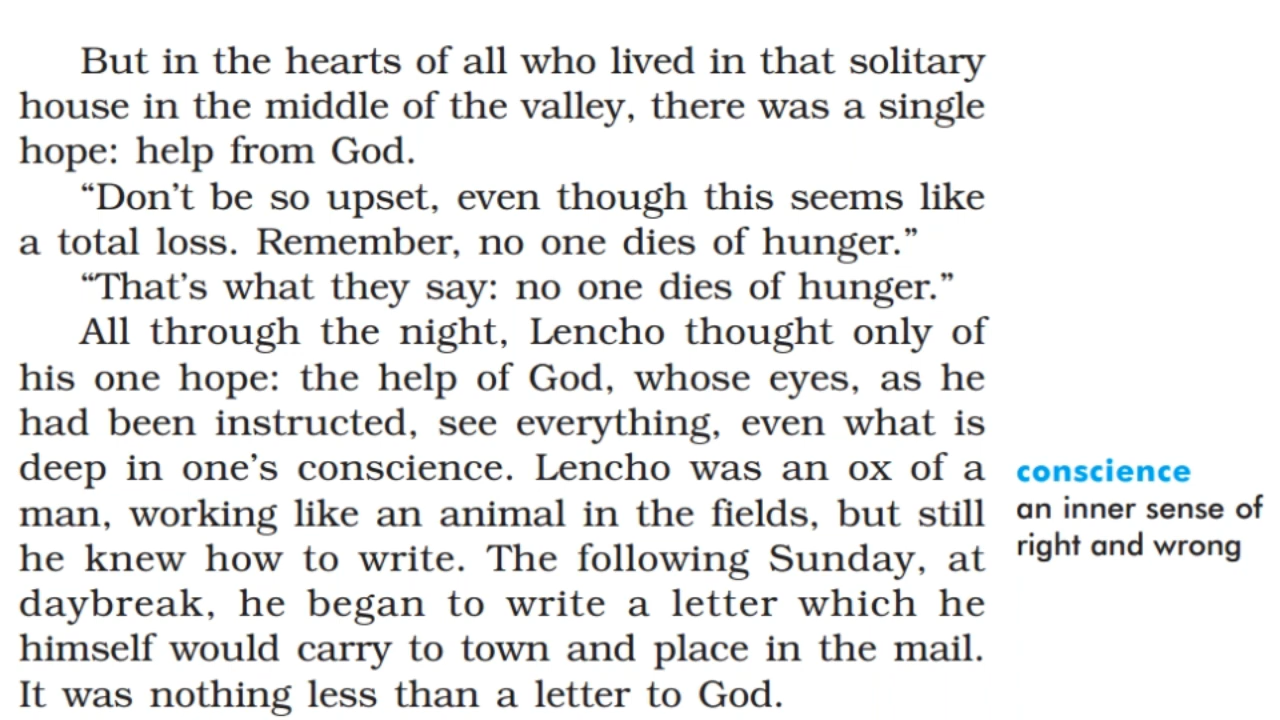 But in the hearts of all who lived in that solitary
house in the middle of the valley, there was a single
hope: help from God.
“Don’t be so upset, even though this seems like
a total loss. Remember, no one dies of hunger.”
“That’s what they say: no one dies of hunger.”
All through the night, Lencho thought only of
his one hope: the help of God, whose eyes, as he
had been instructed, see everything, even what is
deep in one’s conscience. Lencho was an ox of a
man, working like an animal in the fields, but still
he knew how to write. The following Sunday, at
daybreak, he began to write a letter which he
himself would carry to town and place in the mail.
It was nothing less than a letter to God.
conscience
an inner sense of
right and wrong